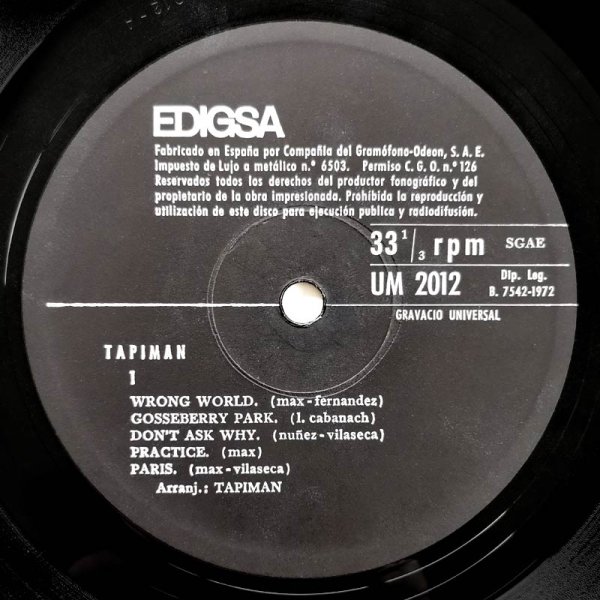 EDIGSA
Fabricado en España por Compañia del Gramófono-Odeon, S. A. E.
Impuesto de Lujo a metálico n.º 6503. Permiso C. G. O. n.º 126
Reservados todos los derechos del productor fonográfico y del
propietario de la obra impresionada. Prohibida la reproducción y
utilización de este disco para ejecución publica y radiodifusión.
33 1/3 rpm SGAE
UM 2012 Dip. Leg.
B. 7542-1972
GRAVACIO UNIVERSAL
TAPIMAN
1
WRONG WORLD. (max-fernandez)
GOSSEBERRY PARK. (l. cabanach)
DON'T ASK WHY. (nuñez-vilaseca)
PRACTICE. (max)
PARIS. (max-vilaseca)
Arranj.: TAPIMAN